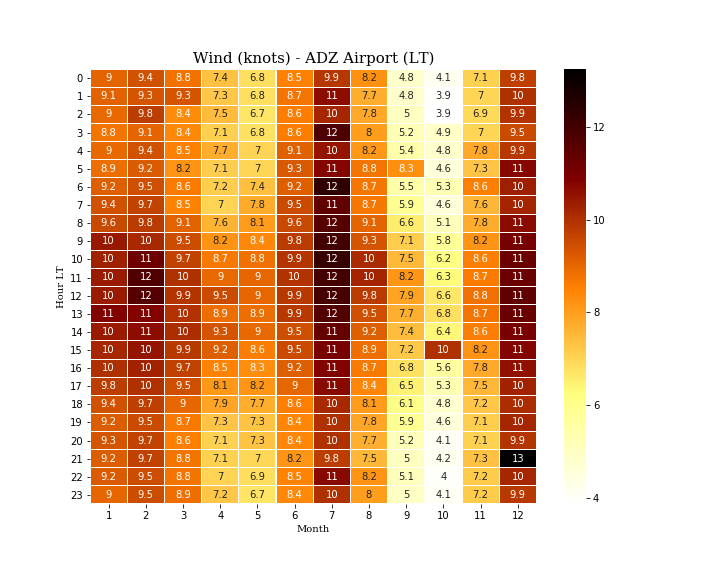 Wind (knots) - ADZ Airport (LT)
0 9 9.4 8.8 7.4 6.8 8.5 9.9 8.2 4.8 4.1 7.1 9.8
1 9.1 9.3 9.3 7.3 6.8 8.7 11 7.7 4.8 3.9 7 10
2 9 9.8 8.4 7.5 6.7 8.6 10 7.8 5 3.9 6.9 9.9
3 8.8 9.1 8.4 7.1 6.8 8.6 12 8 5.2 4.9 7 9.5
4 9 9.4 8.5 7.7 7 9.1 10 8.2 5.4 4.8 7.8 9.9
5 8.9 9.2 8.2 7.1 7 9.3 11 8.8 8.3 4.6 7.3 11
6 9.2 9.5 8.6 7.2 7.4 9.2 12 8.7 5.5 5.3 8.6 10
7 9.4 9.7 8.5 7 7.8 9.5 11 8.7 5.9 4.6 7.6 10
8 9.6 9.8 9.1 7.6 8.1 9.6 12 9.1 6.6 5.1 7.8 11
9 10 10 9.5 8.2 8.4 9.8 12 9.3 7.1 5.8 8.2 11
10 10 11 9.7 8.7 8.8 9.9 12 10 7.5 6.2 8.6 11
11 10 12 10 9 9 10 12 10 8.2 6.3 8.7 11
12 10 12 9.9 9.5 9 9.9 12 9.8 7.9 6.6 8.8 11
13 11 11 10 8.9 8.9 9.9 12 9.5 7.7 6.8 8.7 11
14 10 11 10 9.3 9 9.5 11 9.2 7.4 6.4 8.6 11
15 10 10 9.9 9.2 8.6 9.5 11 8.9 7.2 10 8.2 11
16 10 10 9.7 8.5 8.3 9.2 11 8.7 6.8 5.6 7.8 11
17 9.8 10 9.5 8.1 8.2 9 11 8.4 6.5 5.3 7.5 10
18 9.4 9.7 9 7.9 7.7 8.6 10 8.1 6.1 4.8 7.2 10
19 9.2 9.5 8.7 7.3 7.3 8.4 10 7.8 5.9 4.6 7.1 10
20 9.3 9.7 8.6 7.1 7.3 8.4 10 7.7 5.2 4.1 7.1 9.9
21 9.2 9.7 8.8 7.1 7 8.2 9.8 7.5 5 4.2 7.3 13
22 9.2 9.5 8.8 7 6.9 8.5 11 8.2 5.1 4 7.2 10
23 9 9.5 8.9 7.2 6.7 8.4 10 8 5 4.1 7.2 9.9
1 2 3 4 5 6 7 8 9 10 11 12
Month
Hour LT
12
10
8
6
4